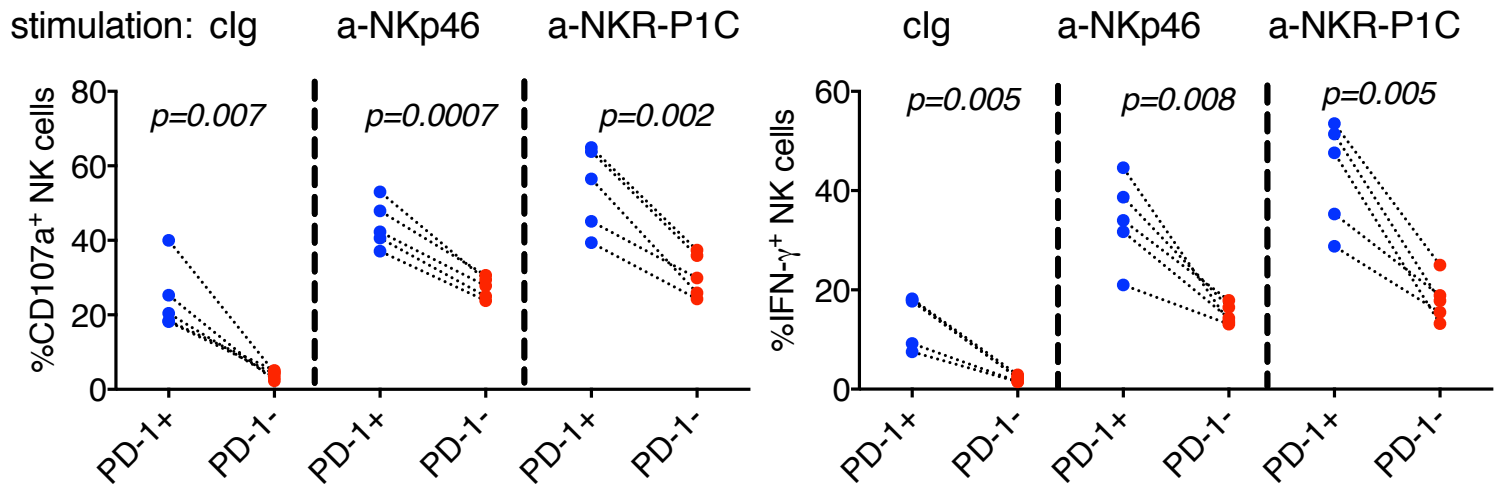 stimulation: cIg a-NKp46 a-NKR-P1C cIg a-NKp46 a-NKR-P1C
%CD107a+ NK cells
80
60
40
20
0
p=0.007 p=0.0007 p=0.002
PD-1+ PD-1- PD-1+ PD-1- PD-1+ PD-1-
%IFN-γ+ NK cells
60
40
20
0
p=0.005 p=0.008 p=0.005
PD-1+ PD-1- PD-1+ PD-1- PD-1+ PD-1-